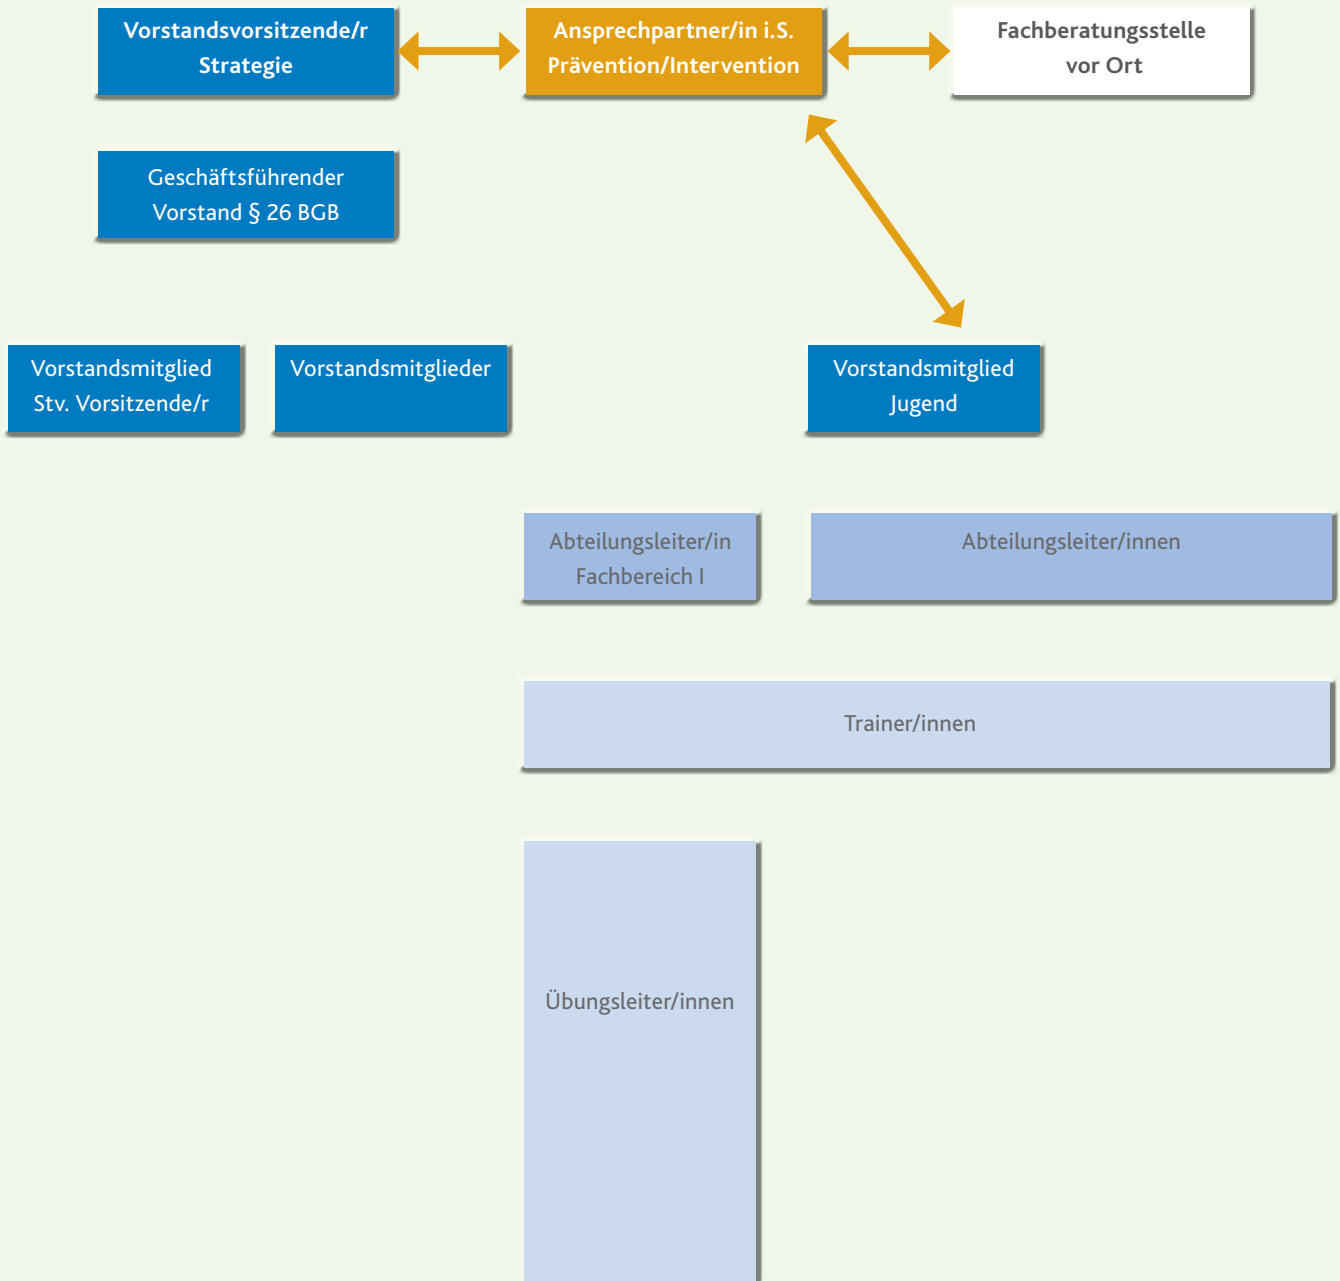 Vorstandsvorsitzende/r
Strategie
Ansprechpartner/in i.S.
Prävention/Intervention
Fachberatungsstelle
vor Ort
Geschäftsführender
Vorstand § 26 BGB
Vorstandsmitglied
Stv. Vorsitzende/r
Vorstandsmitglieder
Vorstandsmitglied
Jugend
Abteilungsleiter/in
Fachbereich I
Abteilungsleiter/innen
Trainer/innen
Übungsleiter/innen